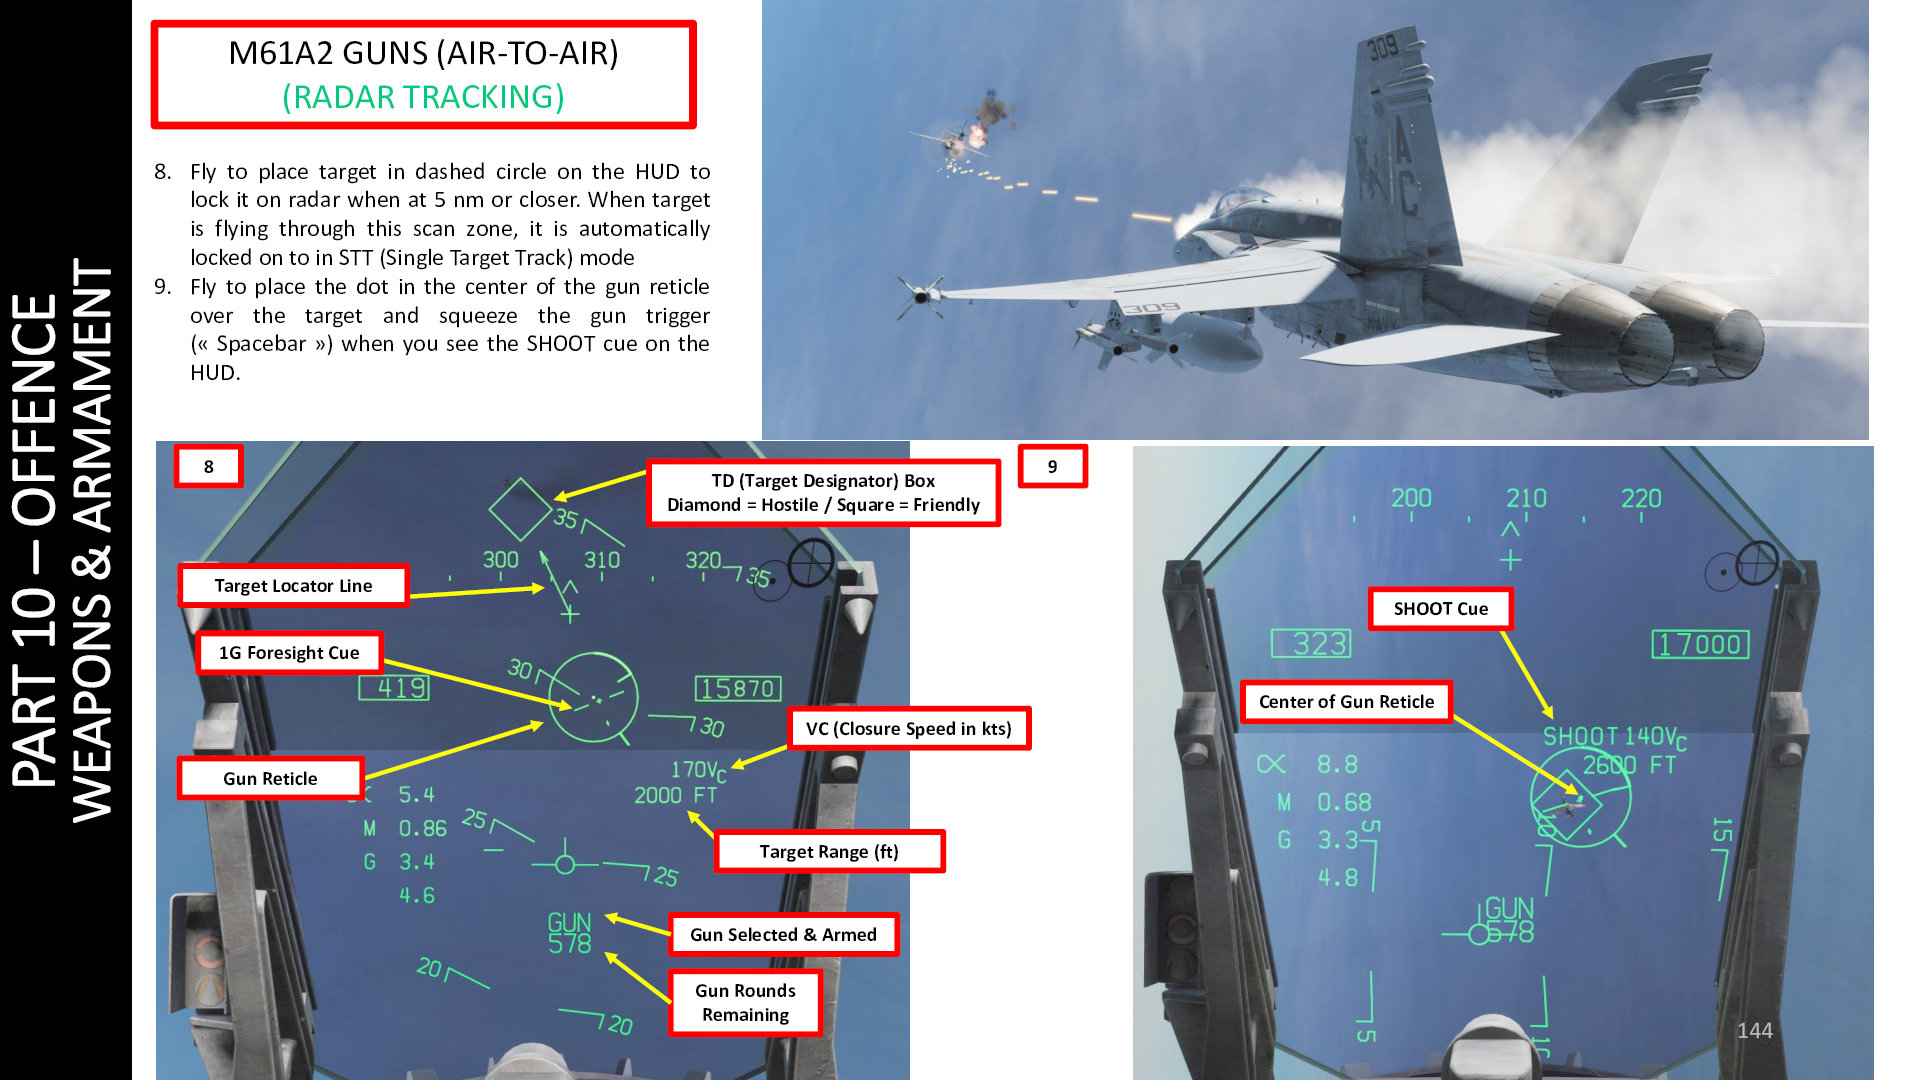 PART 10 – OFFENCE
WEAPONS & ARMAMENT
M61A2 GUNS (AIR-TO-AIR)
(RADAR TRACKING)
8. Fly to place target in dashed circle on the HUD to
lock it on radar when at 5 nm or closer. When target
is flying through this scan zone, it is automatically
locked on to in STT (Single Target Track) mode
9. Fly to place the dot in the center of the gun reticle
over the target and squeeze the gun trigger
(« Spacebar ») when you see the SHOOT cue on the
HUD.
309
AC
309
8
TD (Target Designator) Box
Diamond = Hostile / Square = Friendly
35
300 310 320
35
Target Locator Line
1G Foresight Cue
30
419
15870
30
VC (Closure Speed in kts)
Gun Reticle
170VC
2000 FT
5.4
M 0.86
G 3.4
4.6
25
25
Target Range (ft)
GUN
578
Gun Selected & Armed
20
20
Gun Rounds
Remaining
9
200 210 220
SHOOT Cue
323
17000
Center of Gun Reticle
SHOOT 140VC
2600 FT
α 8.8
M 0.68
G 3.3
4.8
5
10
15
GUN
578
5
10
144